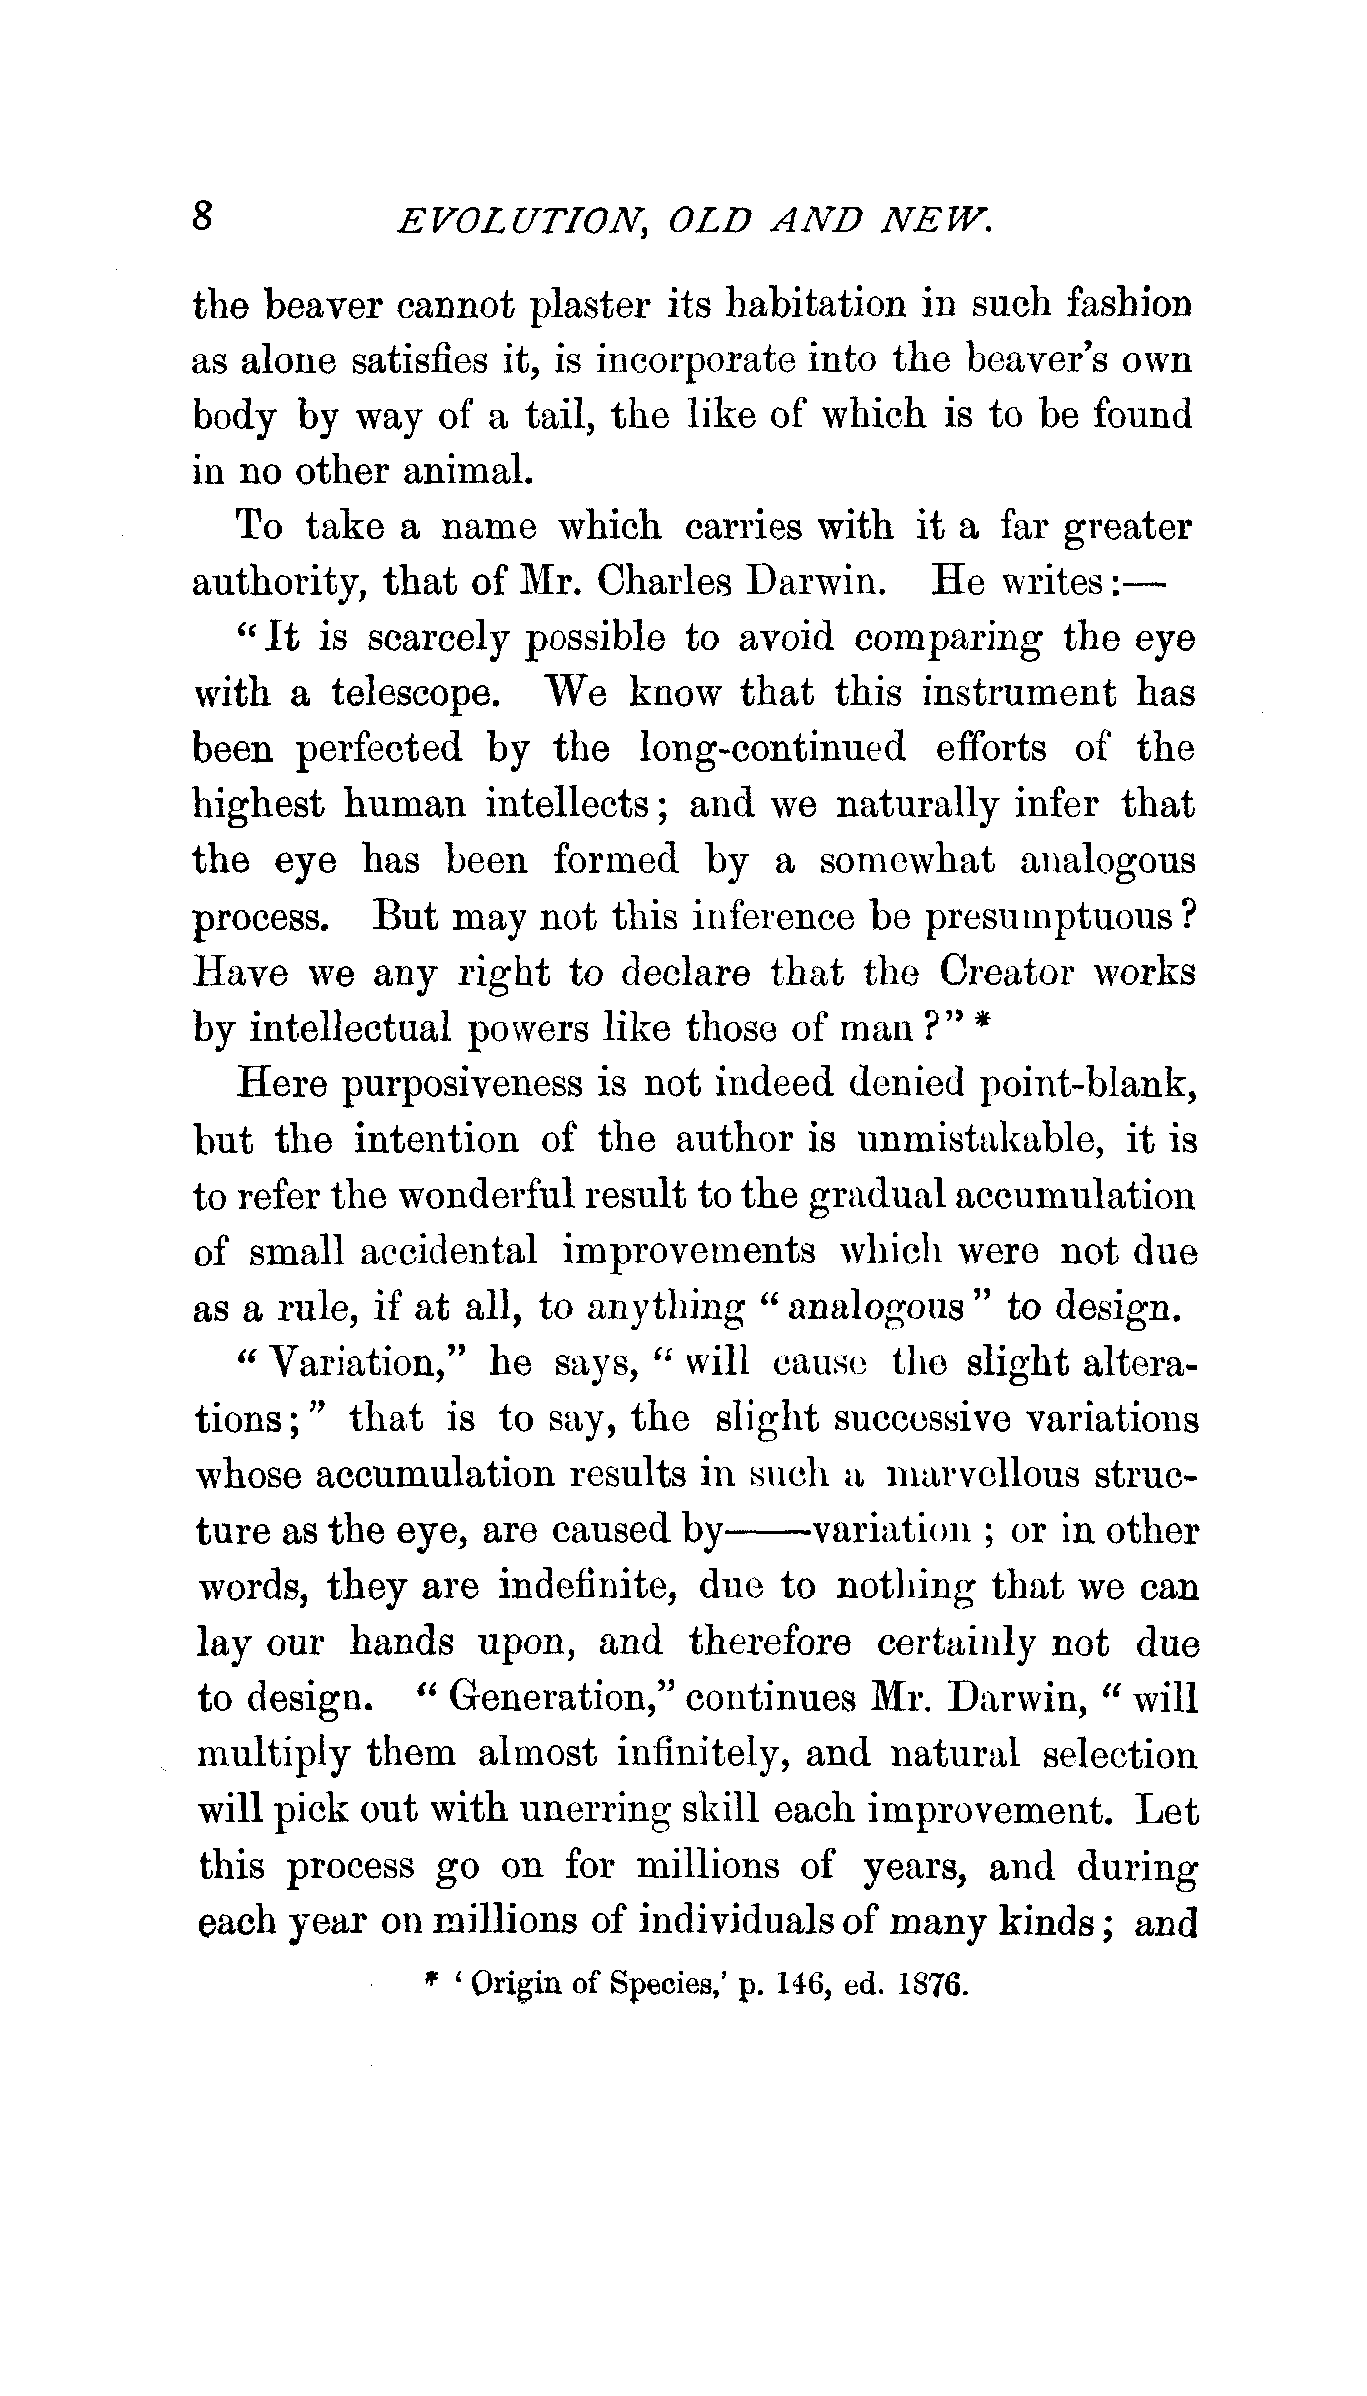 8 EVOLUTION, OLD AND NEW.
the beaver cannot plaster its habitation in such fashion
as alone satisfies it, is incorporate into the beaver's own
body by way of a tail, the like of which is to be found
in no other animal.
To take a name which carries with it a far greater
authority, that of Mr. Charles Darwin. He writes:—
"It is scarcely possible to avoid comparing the eye
with a telescope. We know that this instrument has
been perfected by the long-continued efforts of the
highest human intellects; and we naturally infer that
the eye has been formed by a somewhat analogous
process. But may not this inference be presumptuous?
Have we any right to declare that the Creator works
by intellectual powers like those of man?" *
Here purposiveness is not indeed denied point-blank,
but the intention of the author is unmistakable, it is
to refer the wonderful result to the gradual accumulation
of small accidental improvements which were not due
as a rule, if at all, to anything "analogous" to design.
"Variation," he says, "will cause the slight altera-
tions;" that is to say, the slight successive variations
whose accumulation results in such a marvellous struc-
ture as the eye, are caused by——variation; or in other
words, they are indefinite, due to nothing that we can
lay our hands upon, and therefore certainly not due
to design. "Generation," continues Mr. Darwin, "will
multiply them almost infinitely, and natural selection
will pick out with unerring skill each improvement. Let
this process go on for millions of years, and during
each year on millions of individuals of many kinds; and
* 'Origin of Species,' p. 146, ed. 1876.